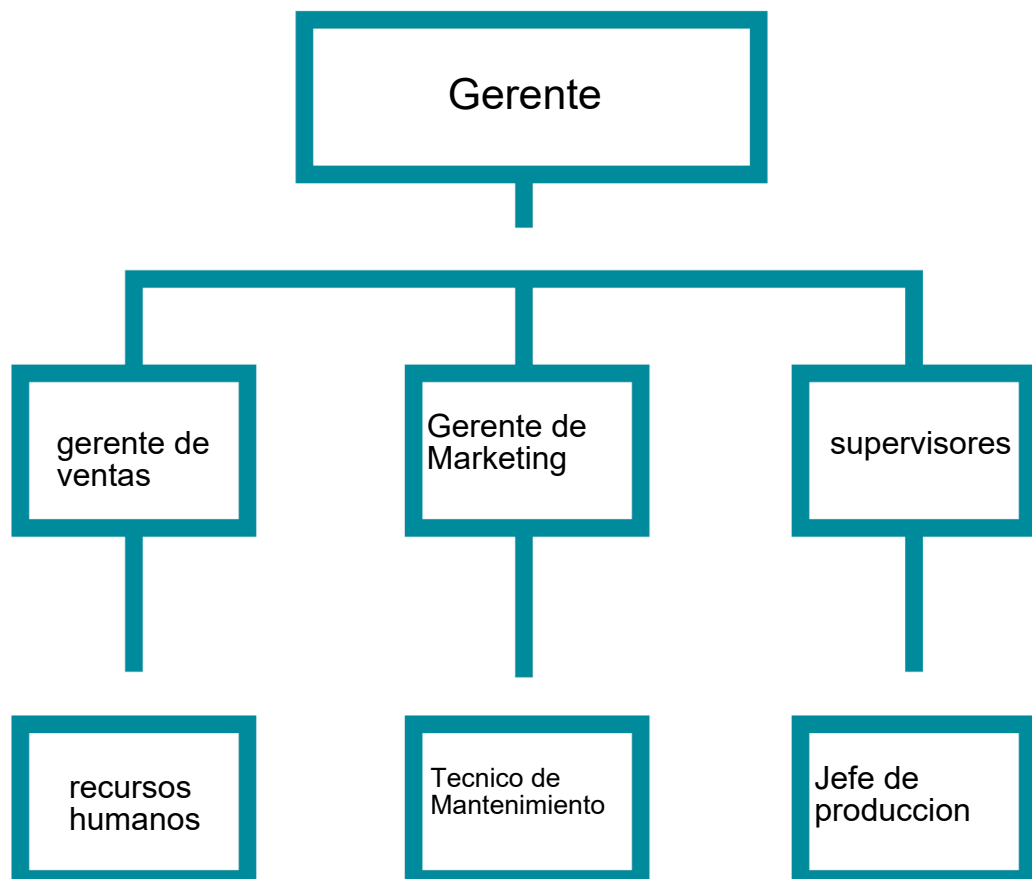 Gerente
gerente de
ventas
Gerente de
Marketing
supervisores
recursos
humanos
Tecnico de
Mantenimiento
Jefe de
produccion